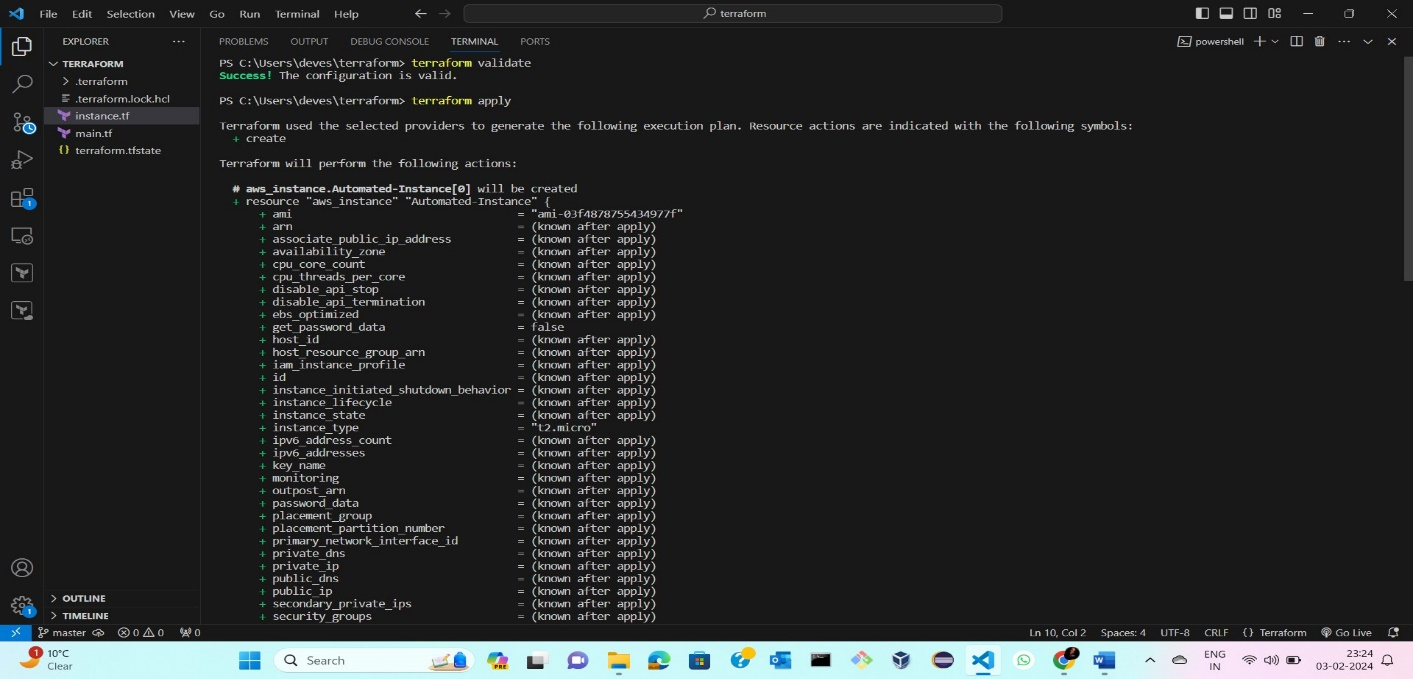 File Edit Selection View Go Run Terminal Help
terraform
EXPLORER
TERRAFORM
.terraform
.terraform.lock.hcl
instance.tf
main.tf
{} terraform.tfstate
OUTLINE
TIMELINE
PROBLEMS OUTPUT DEBUG CONSOLE TERMINAL PORTS
powershell
PS C:\Users\deves\terraform> terraform validate
Success! The configuration is valid.
PS C:\Users\deves\terraform> terraform apply
Terraform used the selected providers to generate the following execution plan. Resource actions are indicated with the following symbols:
+ create
Terraform will perform the following actions:
# aws_instance.Automated-Instance[0] will be created
+ resource "aws_instance" "Automated-Instance" {
+ ami = "ami-03f4878755434977f"
+ arn = (known after apply)
+ associate_public_ip_address = (known after apply)
+ availability_zone = (known after apply)
+ cpu_core_count = (known after apply)
+ cpu_threads_per_core = (known after apply)
+ disable_api_stop = (known after apply)
+ disable_api_termination = (known after apply)
+ ebs_optimized = (known after apply)
+ get_password_data = false
+ host_id = (known after apply)
+ host_resource_group_arn = (known after apply)
+ iam_instance_profile = (known after apply)
+ id = (known after apply)
+ instance_initiated_shutdown_behavior = (known after apply)
+ instance_lifecycle = (known after apply)
+ instance_state = (known after apply)
+ instance_type = "t2.micro"
+ ipv6_address_count = (known after apply)
+ ipv6_addresses = (known after apply)
+ key_name = (known after apply)
+ monitoring = (known after apply)
+ outpost_arn = (known after apply)
+ password_data = (known after apply)
+ placement_group = (known after apply)
+ placement_partition_number = (known after apply)
+ primary_network_interface_id = (known after apply)
+ private_dns = (known after apply)
+ private_ip = (known after apply)
+ public_dns = (known after apply)
+ public_ip = (known after apply)
+ secondary_private_ips = (known after apply)
+ security_groups = (known after apply)
1
1
master 0 0 0 Ln 10, Col 2 Spaces: 4 UTF-8 CRLF {} Terraform Go Live
1
10°C
Clear
Search
PRE
ENG
IN
23:24
03-02-2024